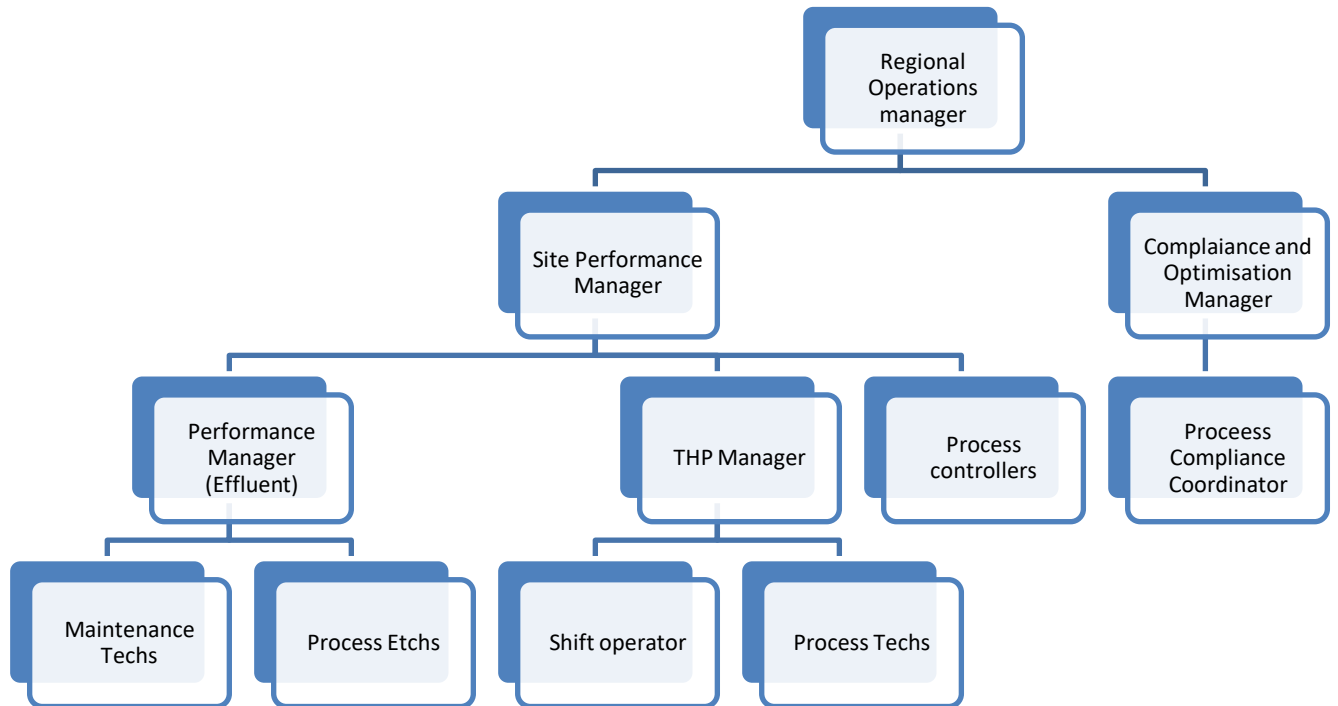 Regional
Operations
manager
Site Performance
Manager
Complaiance and
Optimisation
Manager
Performance
Manager
(Effluent)
THP Manager
Process
controllers
Proceess
Compliance
Coordinator
Maintenance
Techs
Process Etchs
Shift operator
Process Techs